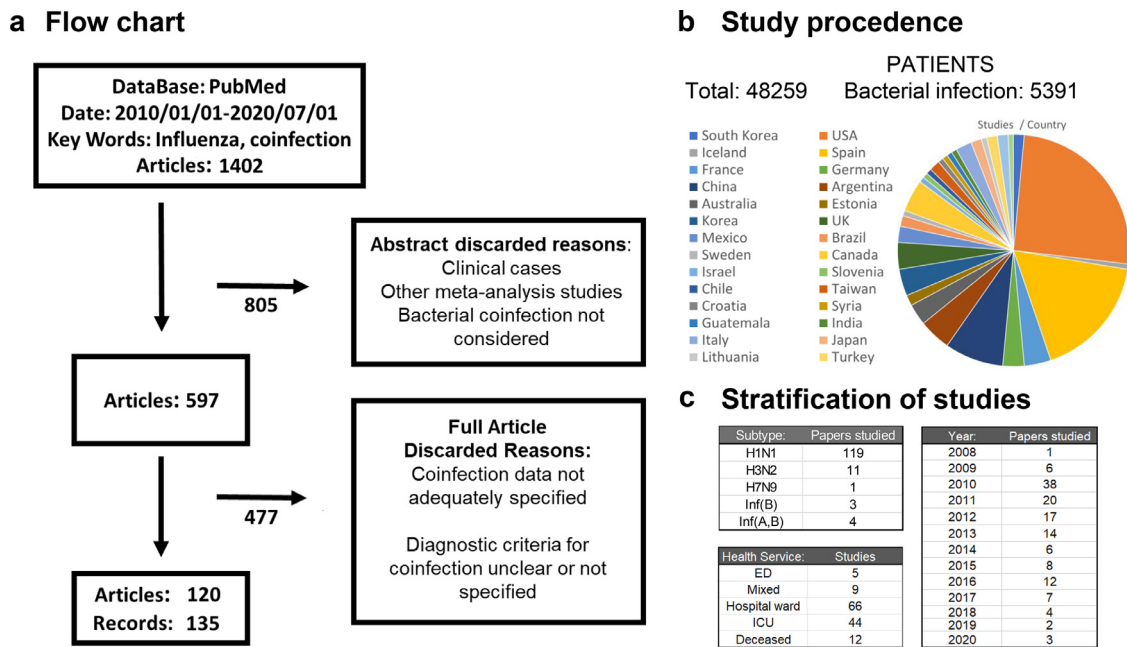 a Flow chart
DataBase: PubMed
Date: 2010/01/01-2020/07/01
Key Words: Influenza, coinfection
Articles: 1402
805
Abstract discarded reasons:
Clinical cases
Other meta-analysis studies
Bacterial coinfection not
considered
Articles: 597
477
Full Article
Discarded Reasons:
Coinfection data not
adequately specified
Diagnostic criteria for
coinfection unclear or not
specified
Articles: 120
Records: 135
b Study procedence
PATIENTS
Total: 48259 Bacterial infection: 5391
Studies / Country
South Korea USA
Iceland Spain
France Germany
China Argentina
Australia Estonia
Korea UK
Mexico Brazil
Sweden Canada
Israel Slovenia
Chile Taiwan
Croatia Syria
Guatemala India
Italy Japan
Lithuania Turkey
c Stratification of studies
Subtype: Papers studied
H1N1 119
H3N2 11
H7N9 1
Inf(B) 3
Inf(A,B) 4
Health Service: Studies
ED 5
Mixed 9
Hospital ward 66
ICU 44
Deceased 12
Year: Papers studied
2008 1
2009 6
2010 38
2011 20
2012 17
2013 14
2014 6
2015 8
2016 12
2017 7
2018 4
2019 2
2020 3